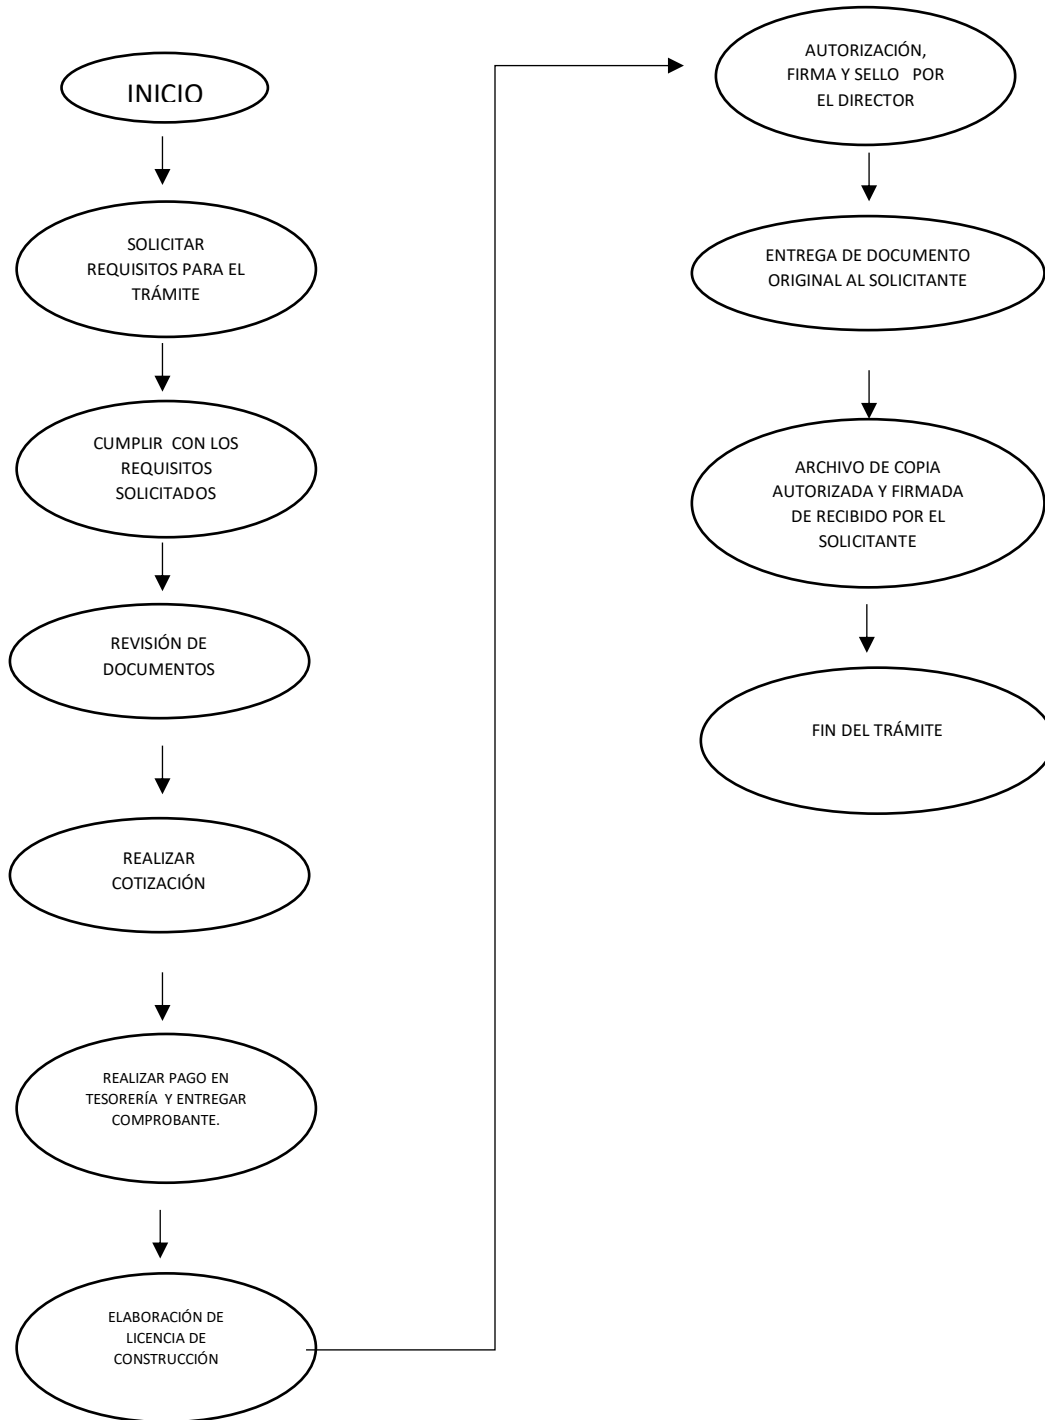 INICIO
SOLICITAR
REQUISITOS PARA EL
TRÁMITE
CUMPLIR CON LOS
REQUISITOS
SOLICITADOS
REVISIÓN DE
DOCUMENTOS
REALIZAR
COTIZACIÓN
REALIZAR PAGO EN
TESORERÍA Y ENTREGAR
COMPROBANTE.
ELABORACIÓN DE
LICENCIA DE
CONSTRUCCIÓN
AUTORIZACIÓN,
FIRMA Y SELLO POR
EL DIRECTOR
ENTREGA DE DOCUMENTO
ORIGINAL AL SOLICITANTE
ARCHIVO DE COPIA
AUTORIZADA Y FIRMADA
DE RECIBIDO POR EL
SOLICITANTE
FIN DEL TRÁMITE